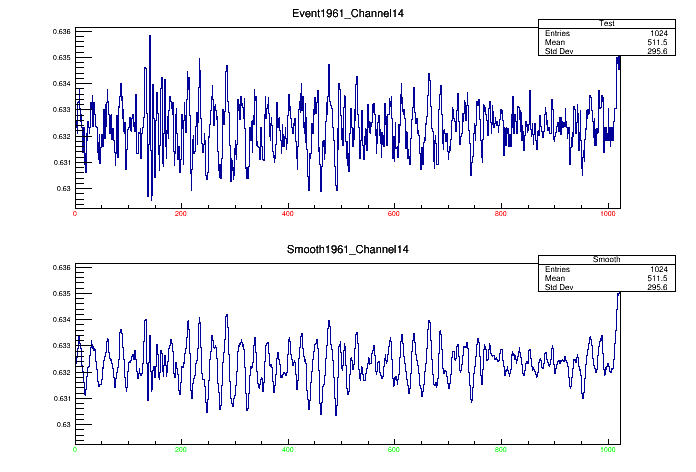 Event1961_Channel14
Test
Entries 1024
Mean 511.5
Std Dev 295.6
0.636
0.635
0.634
0.633
0.632
0.631
0.63
0 200 400 600 800 1000
Smooth1961_Channel14
Smooth
Entries 1024
Mean 511.5
Std Dev 295.6
0.636
0.635
0.634
0.633
0.632
0.631
0.63
0 200 400 600 800 1000